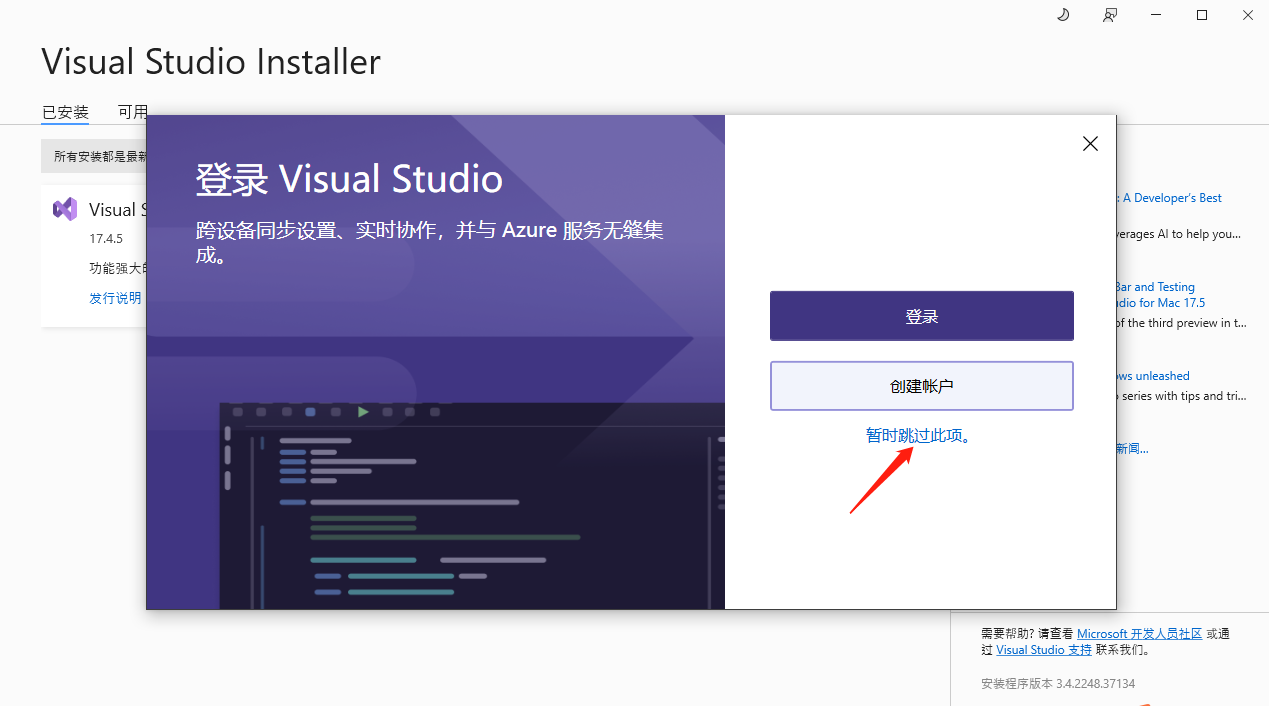 Visual Studio Installer
已安装
可用
所有安装都是最新
Visual S
17.4.5
功能强大的
发行说明
登录 Visual Studio
跨设备同步设置、实时协作，并与 Azure 服务无缝集
成。
登录
创建帐户
暂时跳过此项。
: A Developer's Best
verages AI to help you...
Bar and Testing
dio for Mac 17.5
of the third preview in t...
ows unleashed
series with tips and tri...
新闻...
需要帮助? 请查看 Microsoft 开发人员社区 或通
过 Visual Studio 支持 联系我们。
安装程序版本 3.4.2248.37134